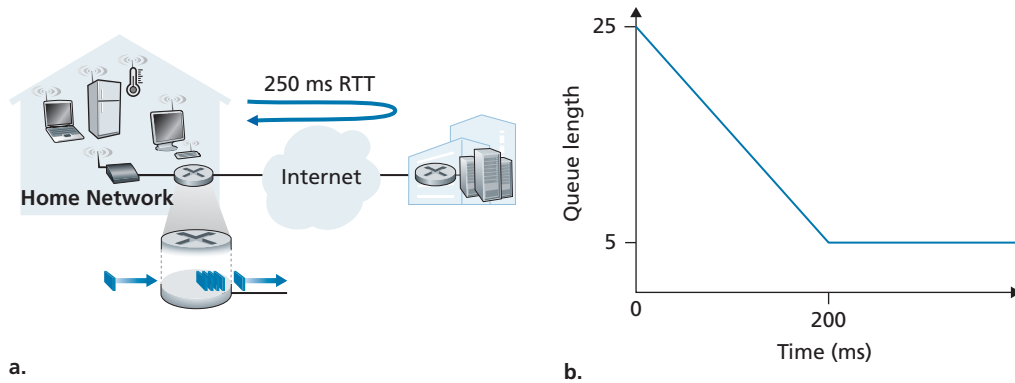 250 ms RTT
Internet
Home Network
a.
25
5
Queue length
0
200
Time (ms)
b.